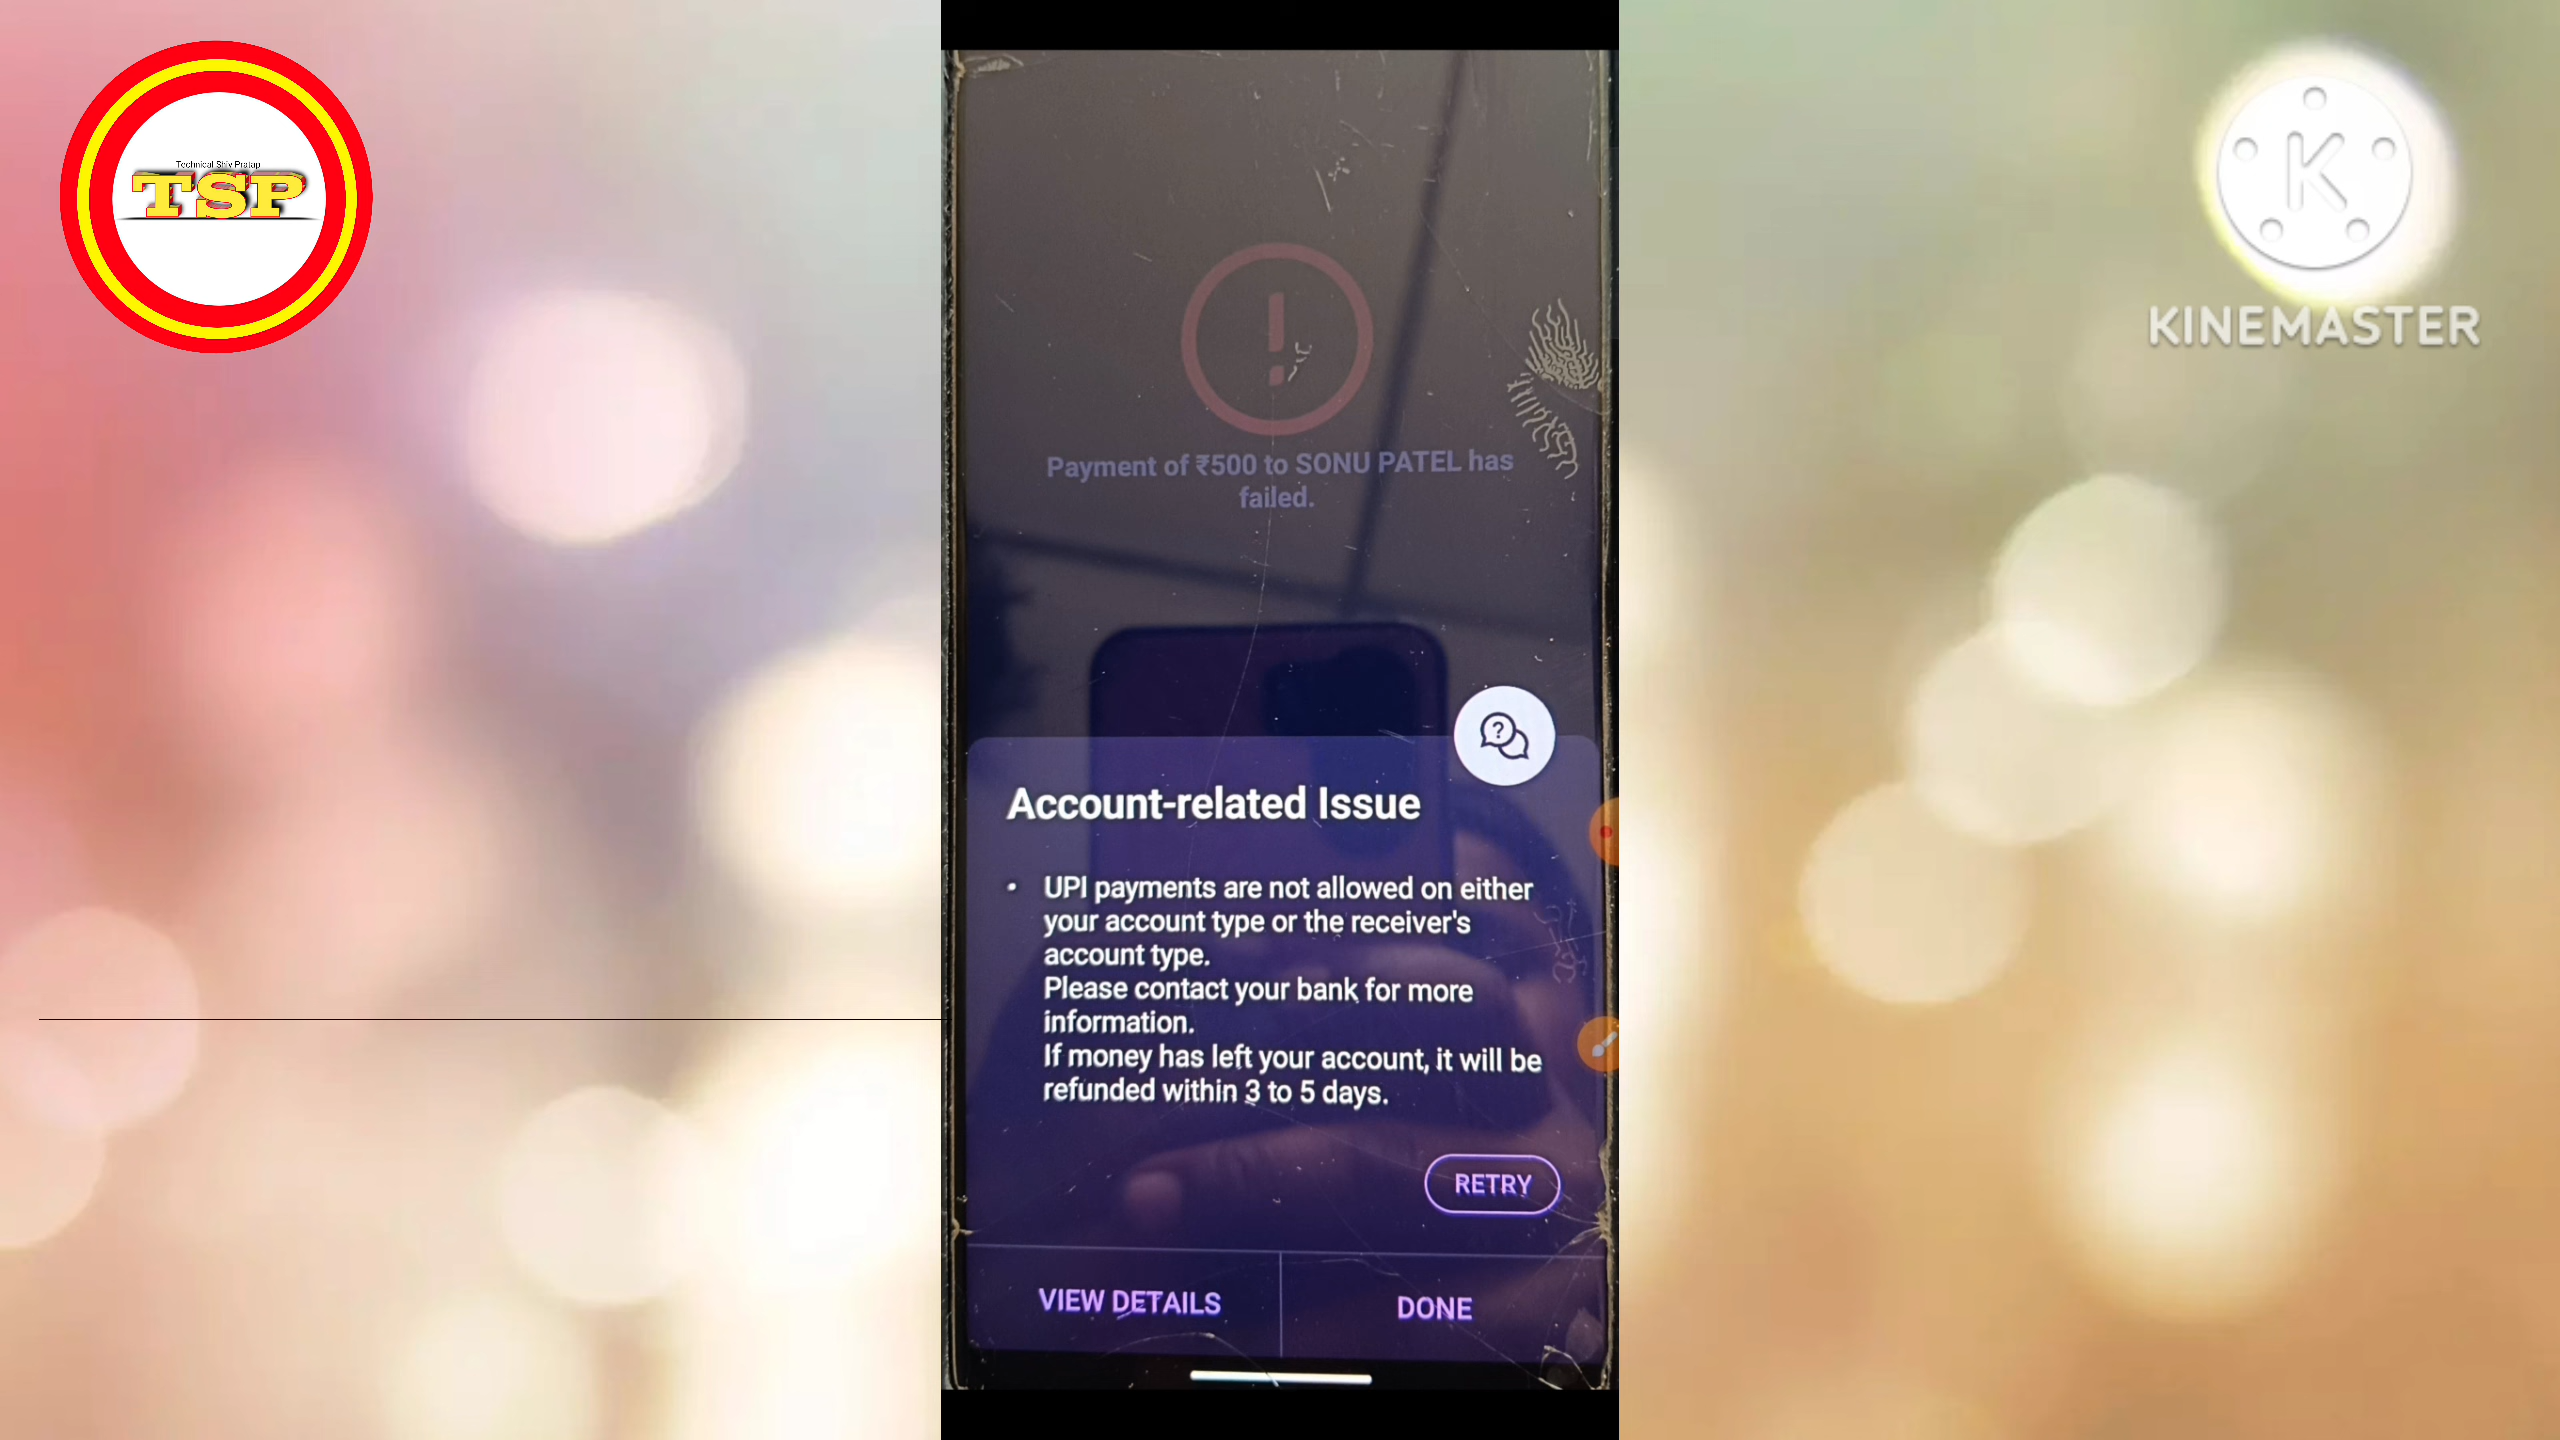 Technical Shiv Pratap
TSP
KINEMASTER
Payment of ₹500 to SONU PATEL has
failed.
Account-related Issue
• UPI payments are not allowed on either
your account type or the receiver's
account type.
Please contact your bank for more
information.
If money has left your account, it will be
refunded within 3 to 5 days.
RETRY
VIEW DETAILS
DONE